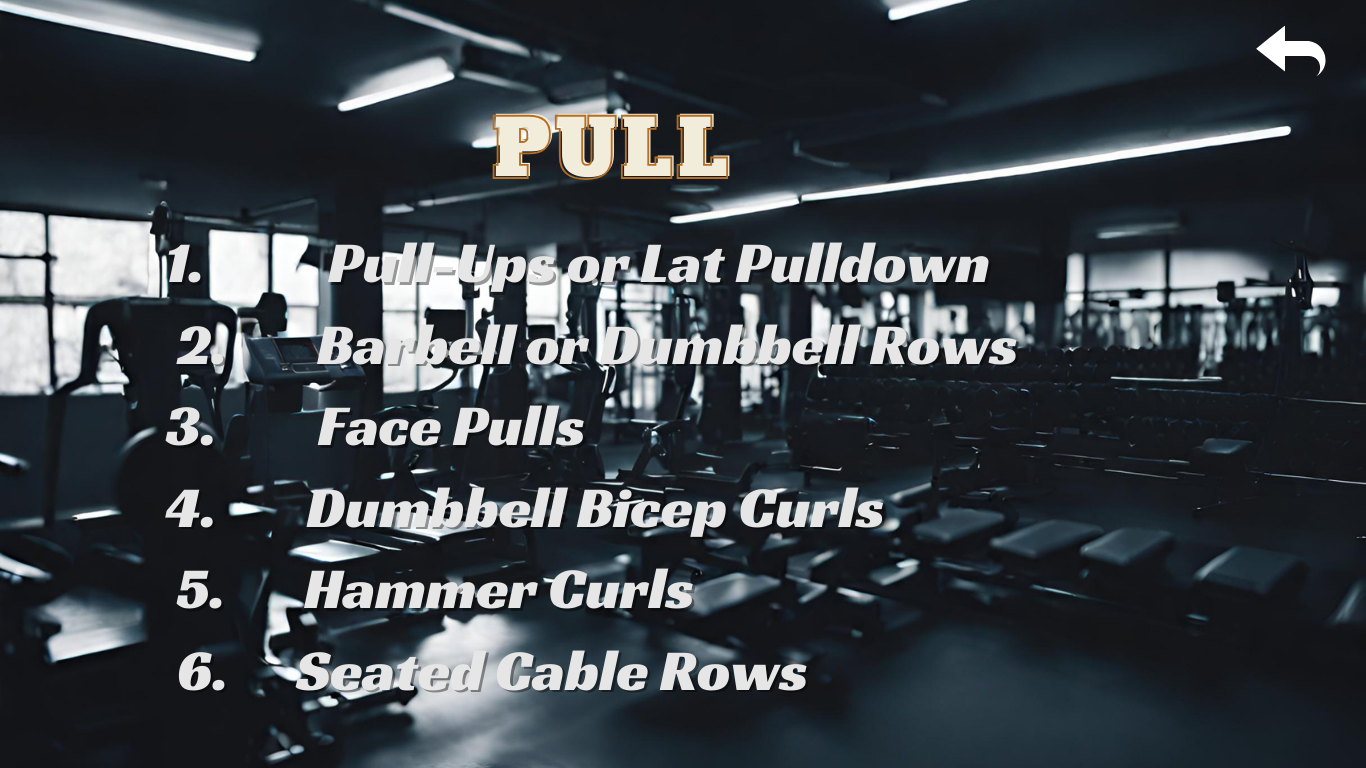 PULL
1. Pull-Ups or Lat Pulldown
2. Barbell or Dumbbell Rows
3. Face Pulls
4. Dumbbell Bicep Curls
5. Hammer Curls
6. Seated Cable Rows